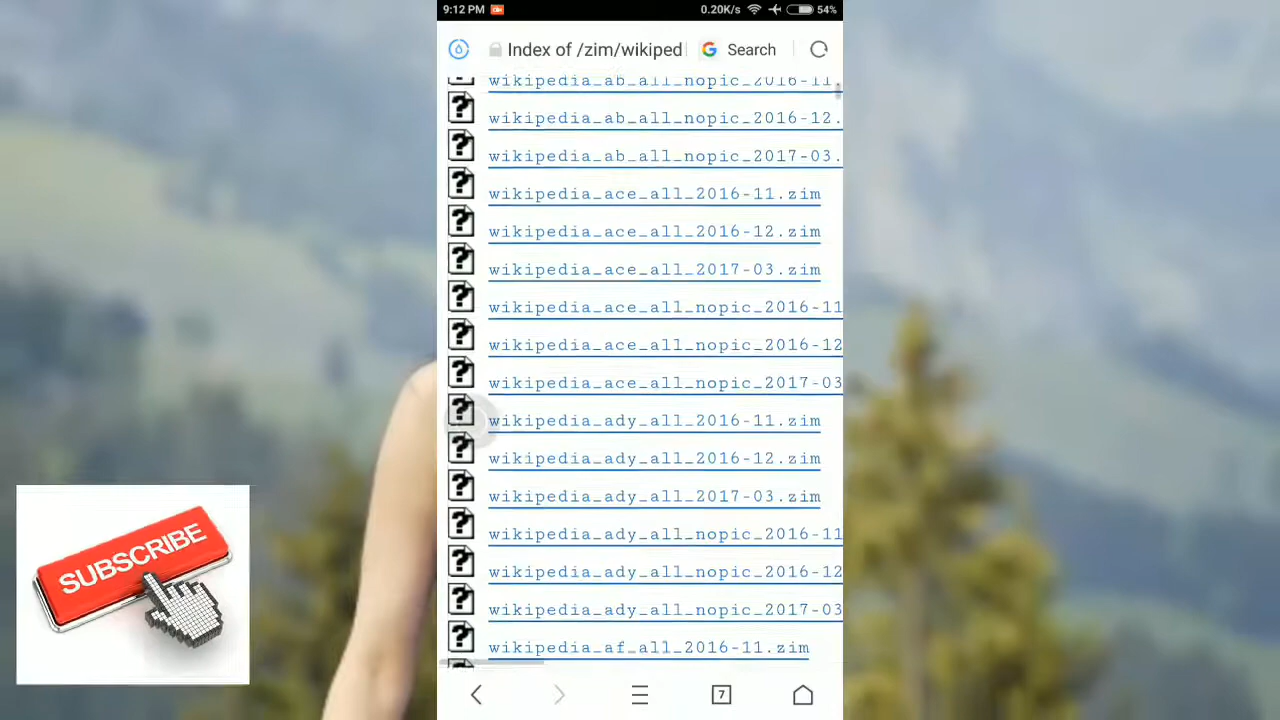 9:12 PM
0.20K/s
54%
Index of /zim/wikiped
Search
wikipedia_ab_all_nopic_2016-11.
wikipedia_ab_all_nopic_2016-12.
wikipedia_ab_all_nopic_2017-03.
wikipedia_ace_all_2016-11.zim
wikipedia_ace_all_2016-12.zim
wikipedia_ace_all_2017-03.zim
wikipedia_ace_all_nopic_2016-11
wikipedia_ace_all_nopic_2016-12
wikipedia_ace_all_nopic_2017-03
wikipedia_ady_all_2016-11.zim
wikipedia_ady_all_2016-12.zim
wikipedia_ady_all_2017-03.zim
wikipedia_ady_all_nopic_2016-11
wikipedia_ady_all_nopic_2016-12
wikipedia_ady_all_nopic_2017-03
wikipedia_af_all_2016-11.zim
7
SUBSCRIBE